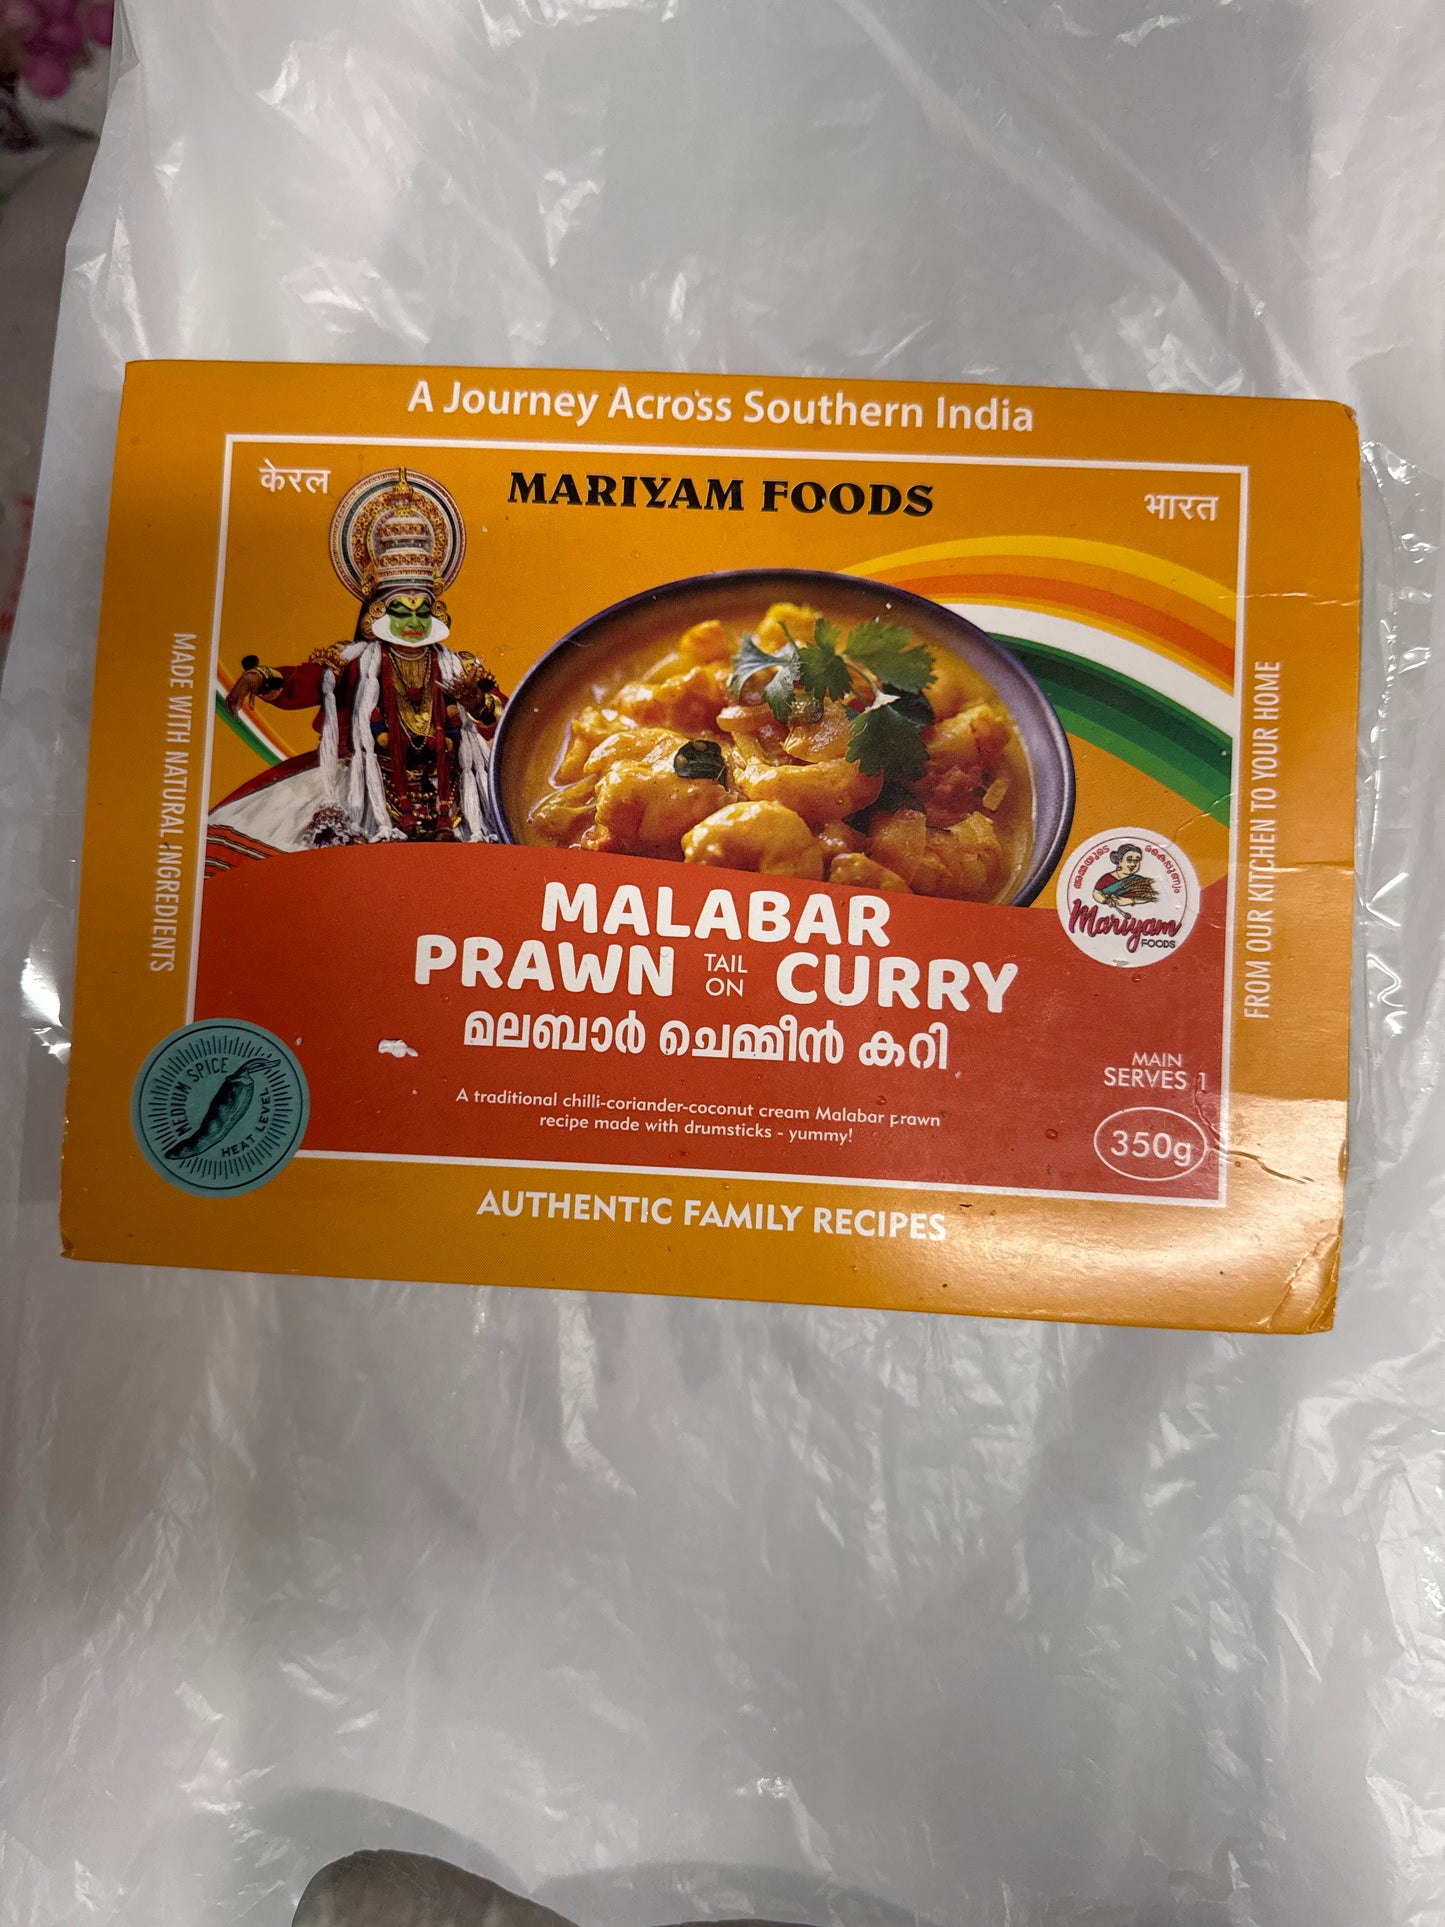 A Journey Across Southern India
केरल
MARIYAM FOODS
भारत
MADE WITH NATURAL INGREDIENTS
FROM OUR KITCHEN TO YOUR HOME
അമ്മയുടെ കൈപ്പുണ്യം
Mariyam
FOODS
MALABAR
PRAWN TAIL ON CURRY
മലബാർ ചെമ്മീൻ കറി
A traditional chilli-coriander-coconut cream Malabar prawn
recipe made with drumsticks - yummy!
MEDIUM SPICE
HEAT LEVEL
MAIN
SERVES 1
350g
AUTHENTIC FAMILY RECIPES